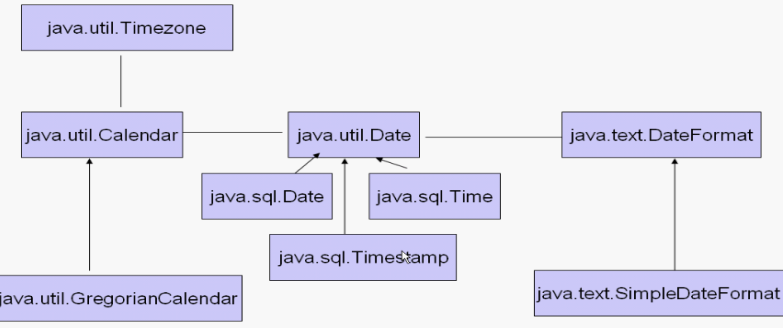 java.util.Timezone
java.util.Calendar
java.util.Date
java.text.DateFormat
java.sql.Date
java.sql.Time
java.sql.Timestamp
java.util.GregorianCalendar
java.text.SimpleDateFormat